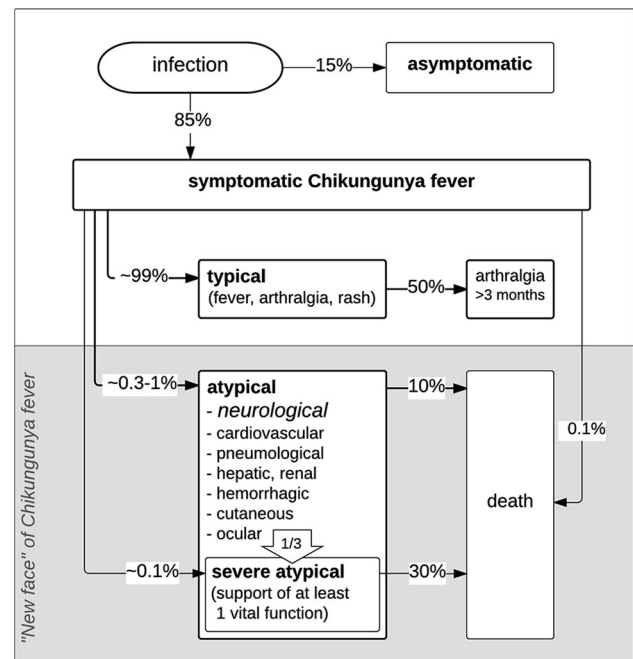 infection
15%
asymptomatic
85%
symptomatic Chikungunya fever
~99%
typical
(fever, arthralgia, rash)
50%
arthralgia
>3 months
"New face" of Chikungunya fever
~0.3-1%
atypical
- neurological
- cardiovascular
- pneumological
- hepatic, renal
- hemorrhagic
- cutaneous
- ocular
10%
0.1%
death
1/3
~0.1%
severe atypical
(support of at least
1 vital function)
30%